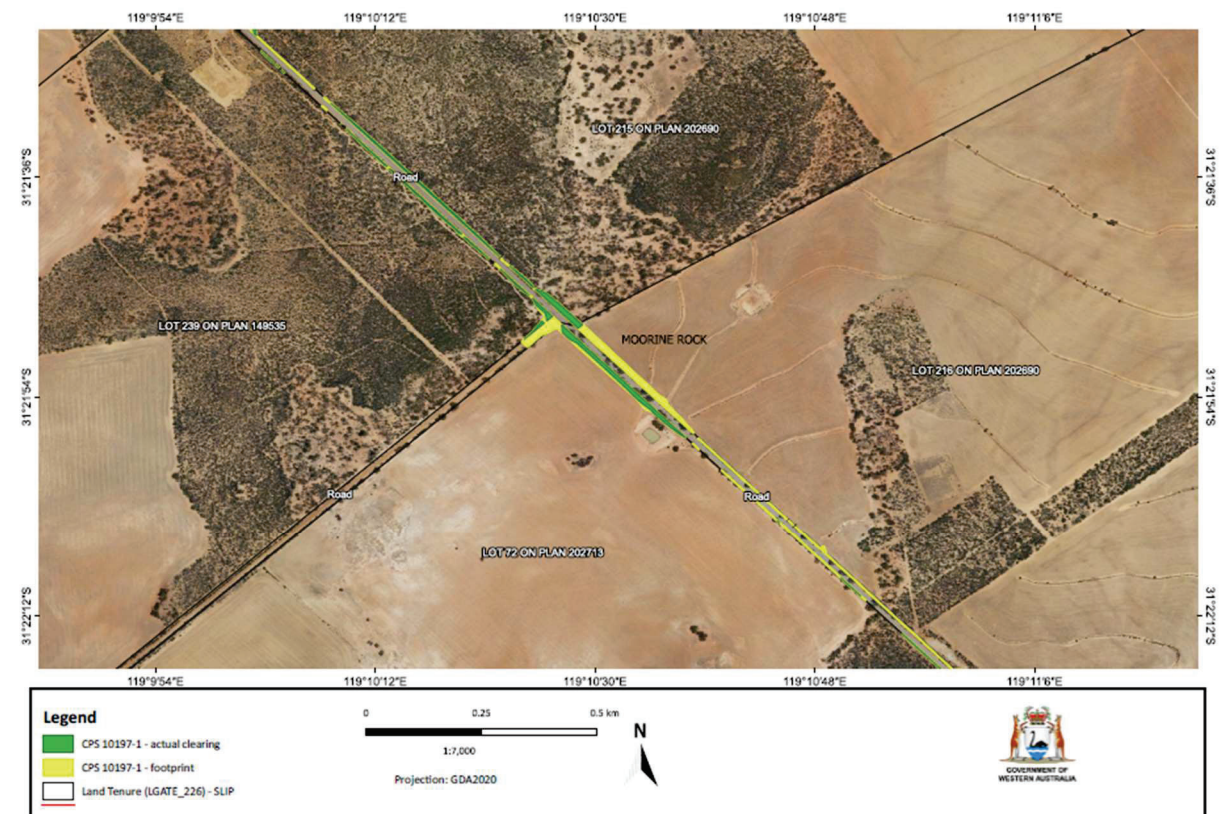 119°9'54"E 119°10'12"E 119°10'30"E 119°10'48"E 119°11'6"E
31°21'36"S
31°21'36"S
LOT 215 ON PLAN 202690
Road
LOT 239 ON PLAN 149535
MOORINE ROCK
LOT 216 ON PLAN 202690
31°21'54"S
31°21'54"S
Road
Road
LOT 72 ON PLAN 202713
31°22'12"S
31°22'12"S
119°9'54"E 119°10'12"E 119°10'30"E 119°10'48"E 119°11'6"E
Legend
CPS 10197-1 - actual clearing
CPS 10197-1 - footprint
Land Tenure (LGATE_226) - SLIP
0 0.25 0.5 km
1:7,000
Projection: GDA2020
N
GOVERNMENT OF
WESTERN AUSTRALIA